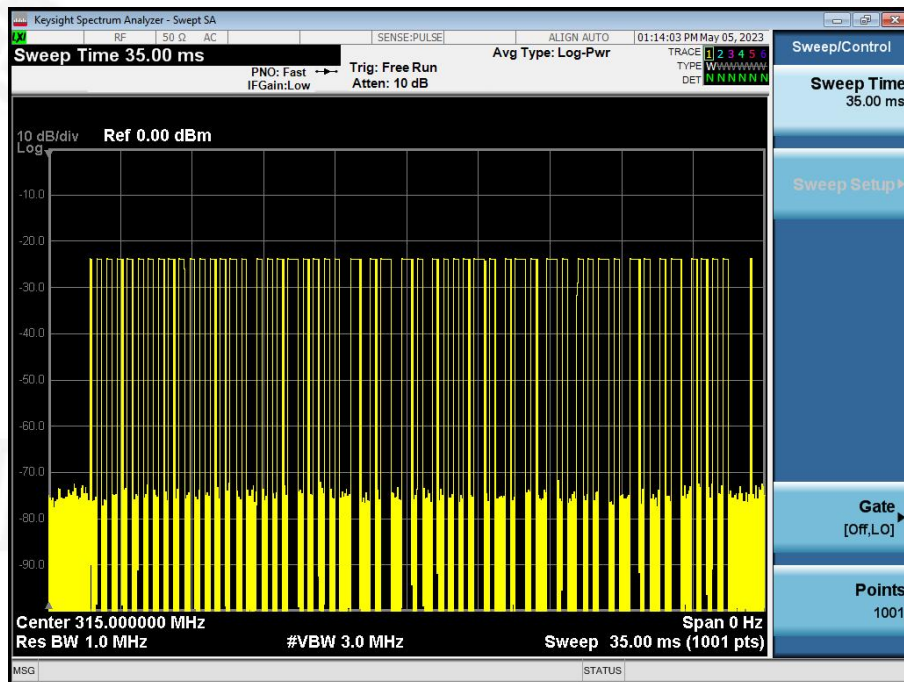 Keysight Spectrum Analyzer - Swept SA
LXI RF 50 Ω AC SENSE:PULSE ALIGN AUTO 01:14:03 PM May 05, 2023
Sweep Time 35.00 ms
PNO: Fast
IFGain:Low
Trig: Free Run
Atten: 10 dB
Avg Type: Log-Pwr
TRACE 1 2 3 4 5 6
TYPE WWWWWW
DET N N N N N N
10 dB/div Ref 0.00 dBm
Log
-10.0
-20.0
-30.0
-40.0
-50.0
-60.0
-70.0
-80.0
-90.0
Center 315.000000 MHz Span 0 Hz
Res BW 1.0 MHz #VBW 3.0 MHz Sweep 35.00 ms (1001 pts)
MSG STATUS
Sweep/Control
Sweep Time
35.00 ms
Sweep Setup
Gate
[Off,LO]
Points
1001